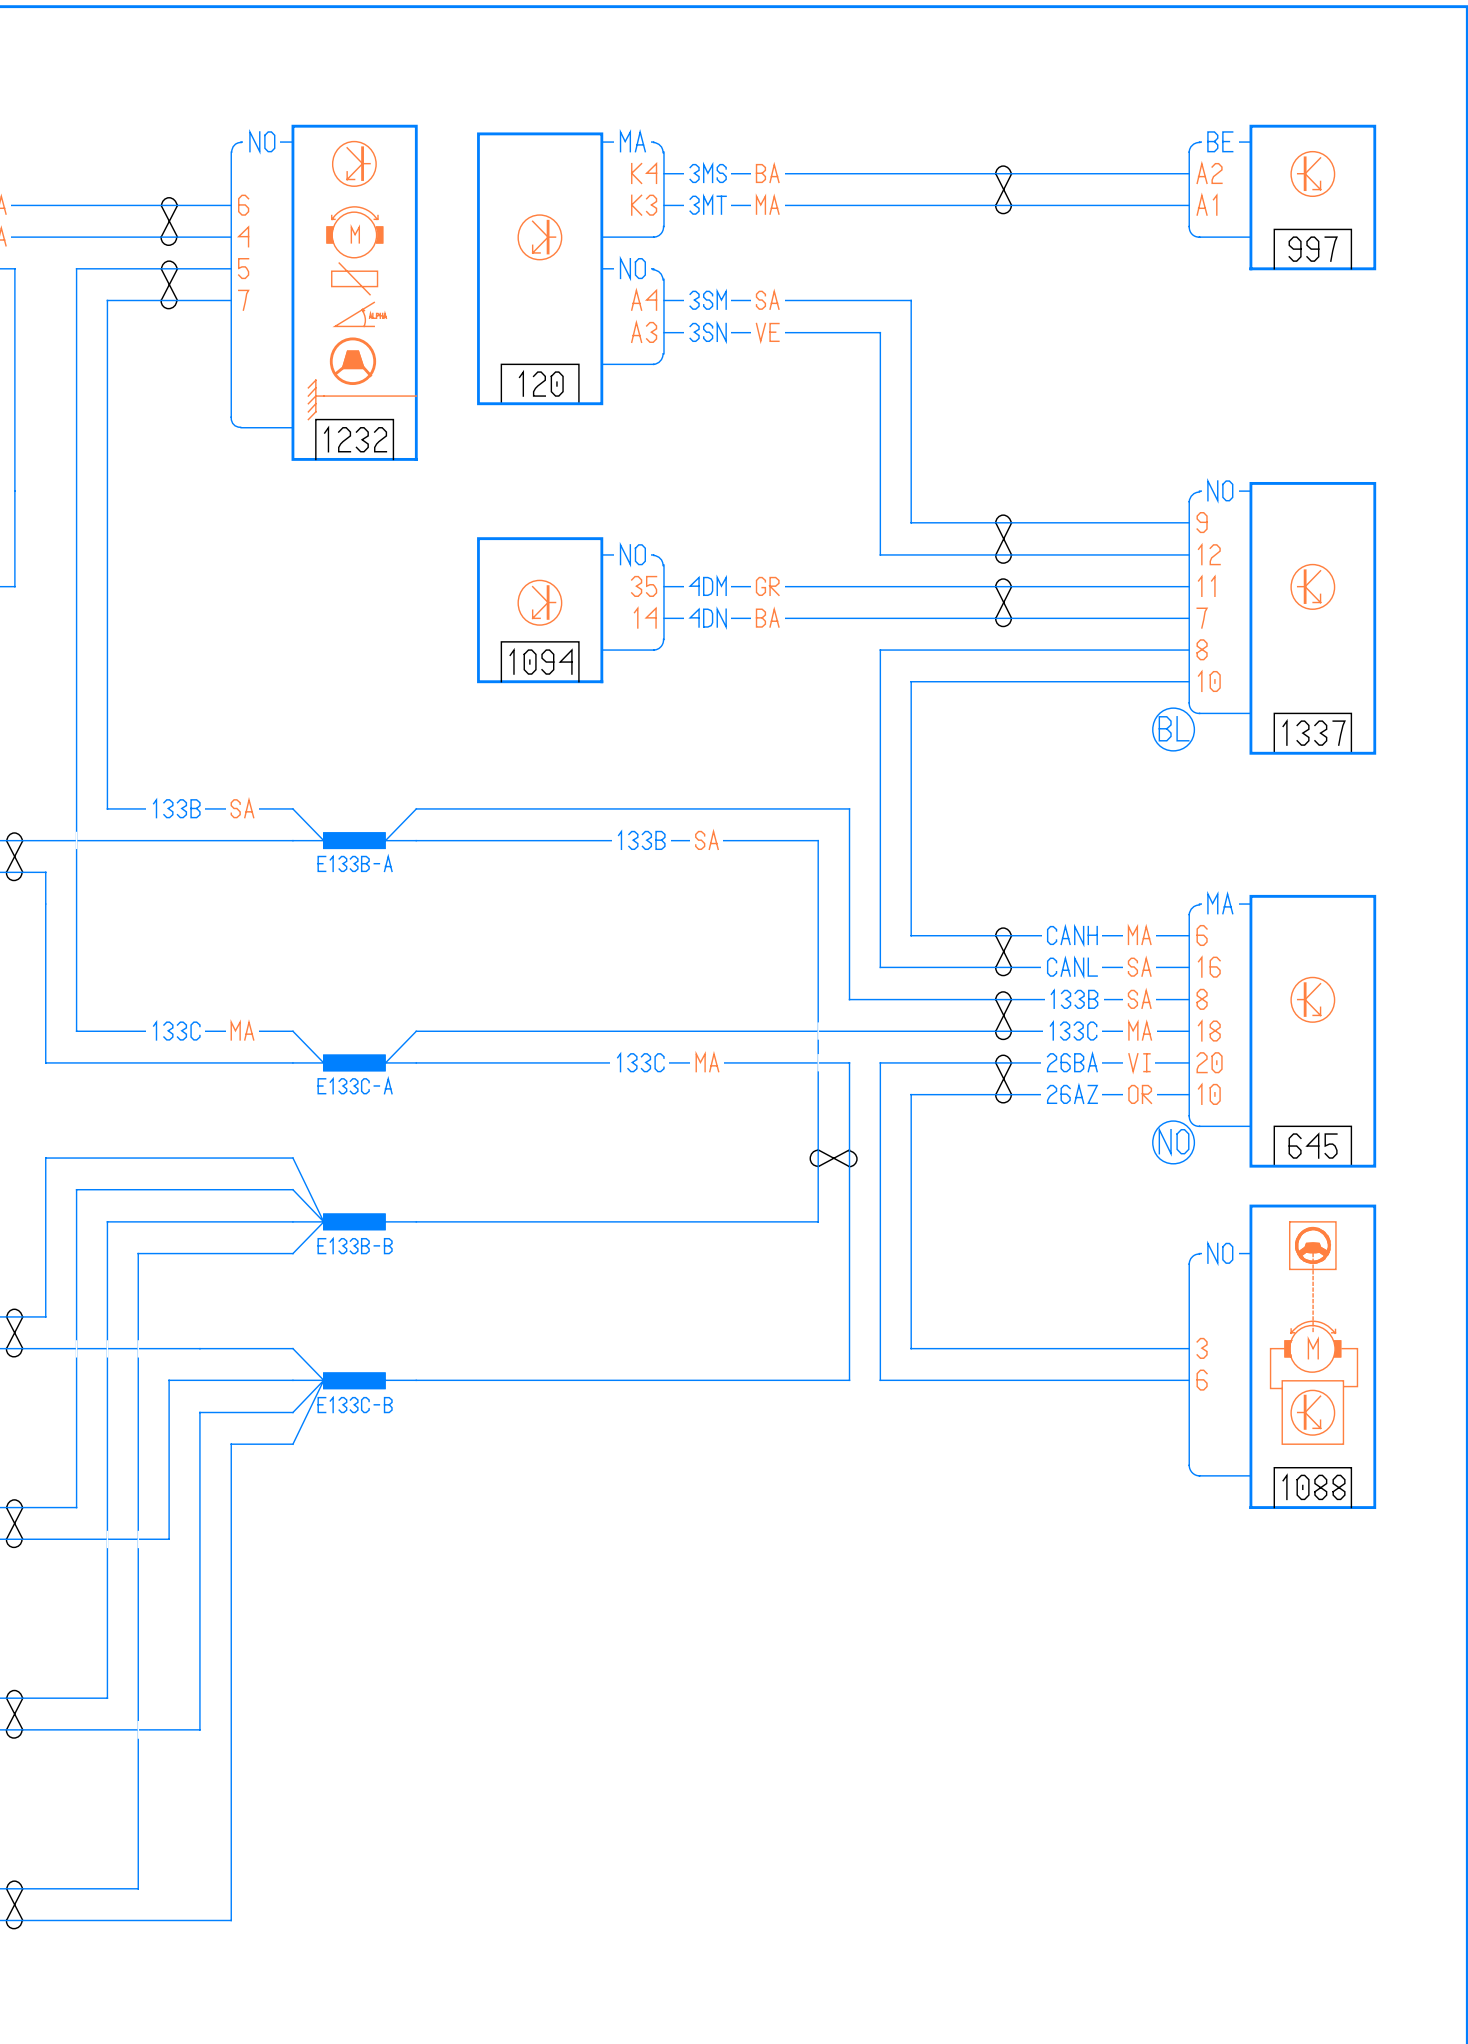 NO
MA
BE
K4 3MS BA A2
A
6
K3 3MT MA A1
A
4
997
5
NO
7
A4 3SM SA
A3 3SN VE
M
ALPHA
120
1232
NO
9
NO
12
35 4DM GR 11
14 4DN BA 7
8
1094
10
BL
1337
133B SA
133B SA
E133B-A
MA
CANH MA 6
CANL SA 16
133B SA 8
133C MA
133C MA 18
133C MA
26BA VI 20
E133C-A
26AZ OR 10
NO
645
E133B-B
NO
3
M
6
E133C-B
1088